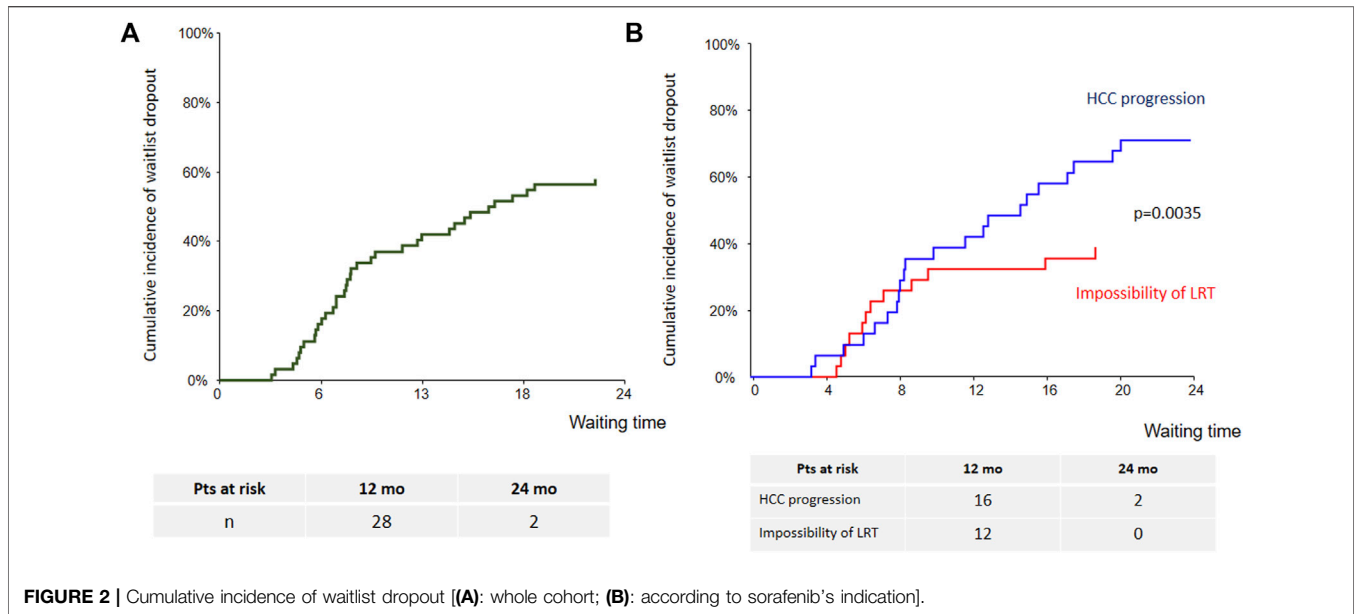 A
Cumulative incidence of waitlist dropout
100%
80%
60%
40%
20%
0%
0 6 13 18 24
Waiting time
Pts at risk 12 mo 24 mo
n 28 2
B
Cumulative incidence of waitlist dropout
100%
80%
60%
40%
20%
0%
HCC progression
p=0.0035
Impossibility of LRT
0 4 8 12 16 20 24
Waiting time
Pts at risk 12 mo 24 mo
HCC progression 16 2
Impossibility of LRT 12 0
FIGURE 2 | Cumulative incidence of waitlist dropout [(A): whole cohort; (B): according to sorafenib's indication].